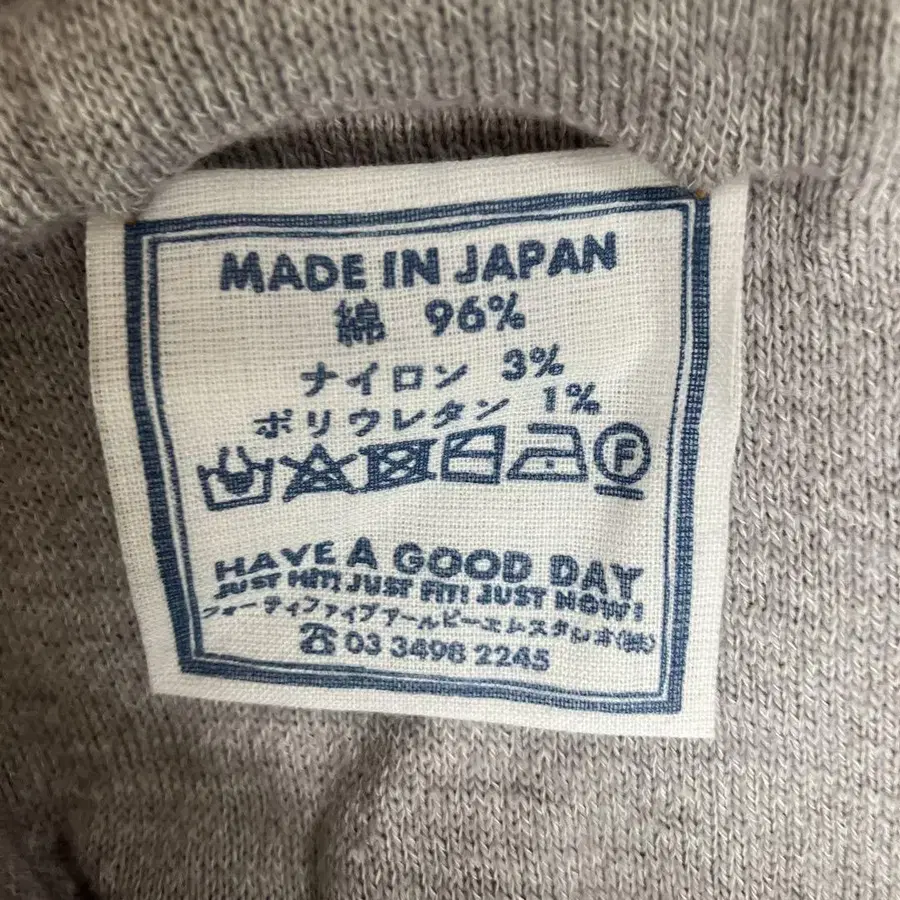 MADE IN JAPAN
綿 96%
ナイロン 3%
ポリウレタン 1%
F
HAVE A GOOD DAY
JUST HIT! JUST FIT! JUST NOW!
フォーティファイブアールピーエムスタジオ(株)
☎ 03 3498 2245